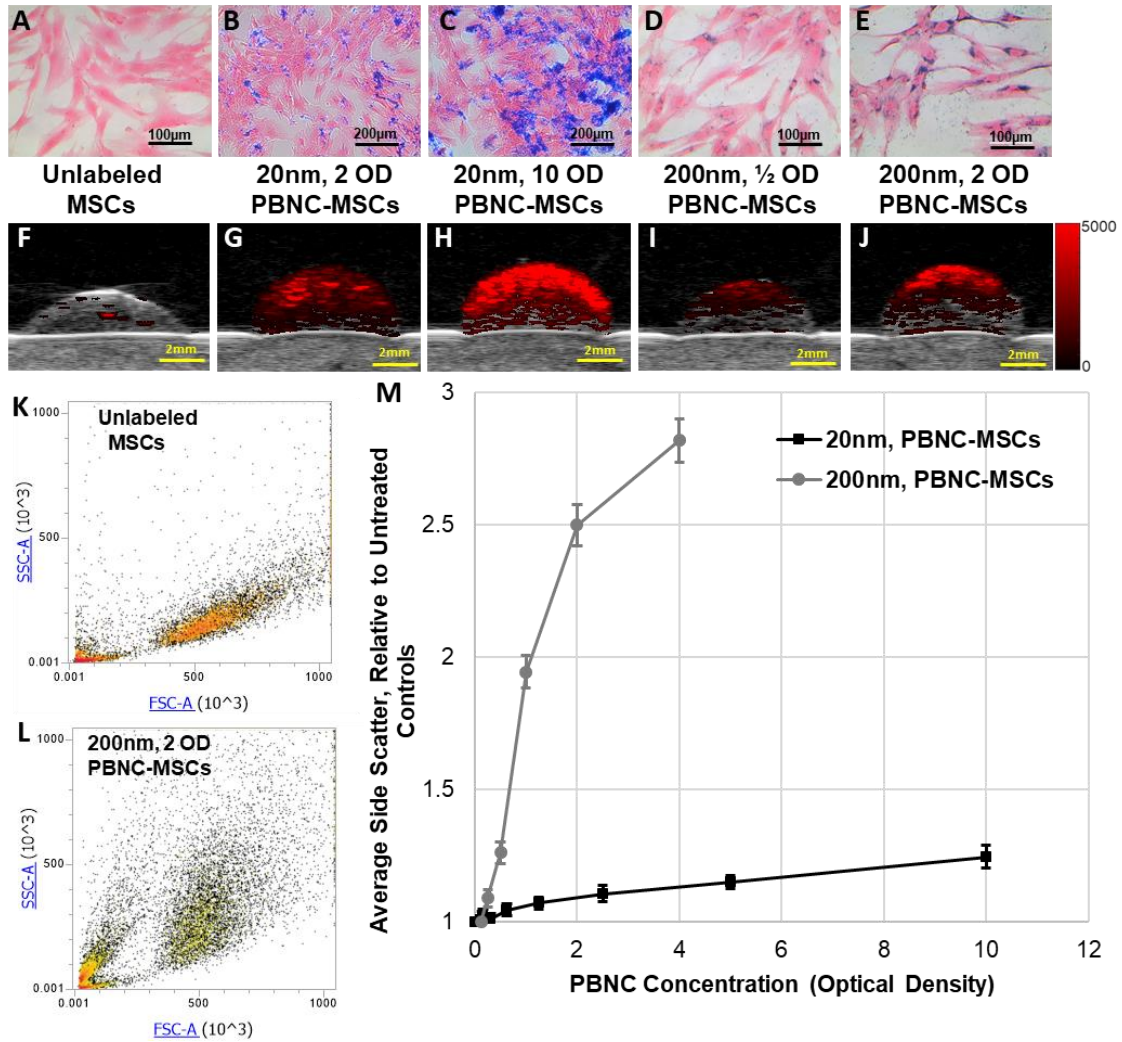 A
B
C
D
E
100µm
200µm
200µm
100µm
100µm
Unlabeled
MSCs
20nm, 2 OD
PBNC-MSCs
20nm, 10 OD
PBNC-MSCs
200nm, ½ OD
PBNC-MSCs
200nm, 2 OD
PBNC-MSCs
F
G
H
I
J
2mm
2mm
2mm
2mm
2mm
5000
0
K
Unlabeled
MSCs
1000
500
0.001
SSC-A (10^3)
0.001
500
1000
FSC-A (10^3)
L
200nm, 2 OD
PBNC-MSCs
1000
500
0.001
SSC-A (10^3)
0.001
500
1000
FSC-A (10^3)
M
3
2.5
2
1.5
1
Average Side Scatter, Relative to Untreated
Controls
20nm, PBNC-MSCs
200nm, PBNC-MSCs
0
2
4
6
8
10
12
PBNC Concentration (Optical Density)